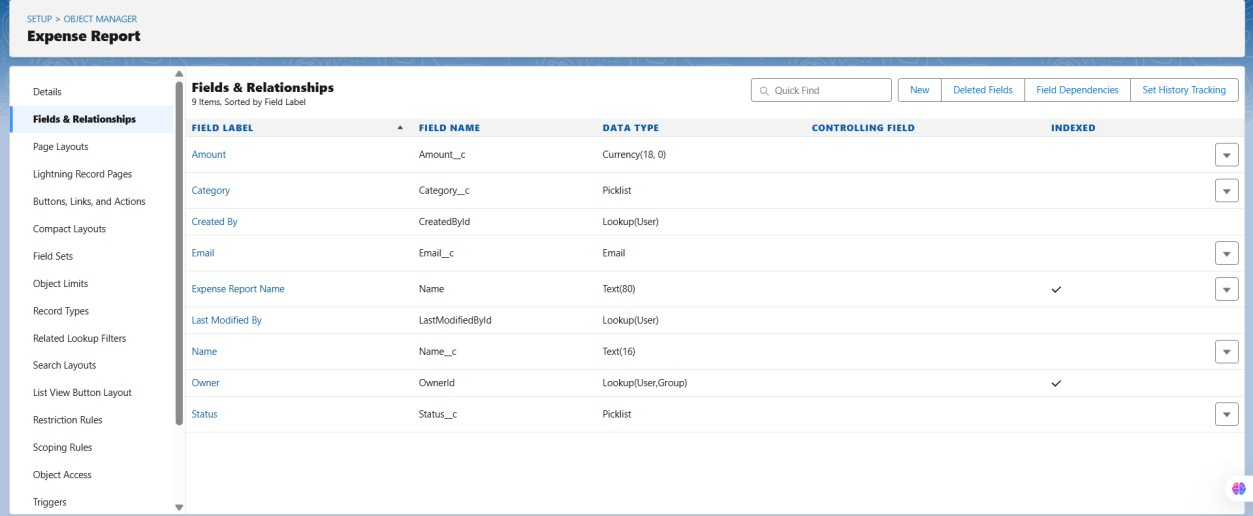 SETUP > OBJECT MANAGER
Expense Report
Details
Fields & Relationships
Page Layouts
Lightning Record Pages
Buttons, Links, and Actions
Compact Layouts
Field Sets
Object Limits
Record Types
Related Lookup Filters
Search Layouts
List View Button Layout
Restriction Rules
Scoping Rules
Object Access
Triggers
Fields & Relationships
9 Items, Sorted by Field Label
Quick Find
New
Deleted Fields
Field Dependencies
Set History Tracking
FIELD LABEL FIELD NAME DATA TYPE CONTROLLING FIELD INDEXED
Amount Amount__c Currency(18, 0)
Category Category__c Picklist
Created By CreatedById Lookup(User)
Email Email__c Email
Expense Report Name Name Text(80)
Last Modified By LastModifiedById Lookup(User)
Name Name__c Text(16)
Owner OwnerId Lookup(User,Group)
Status Status__c Picklist